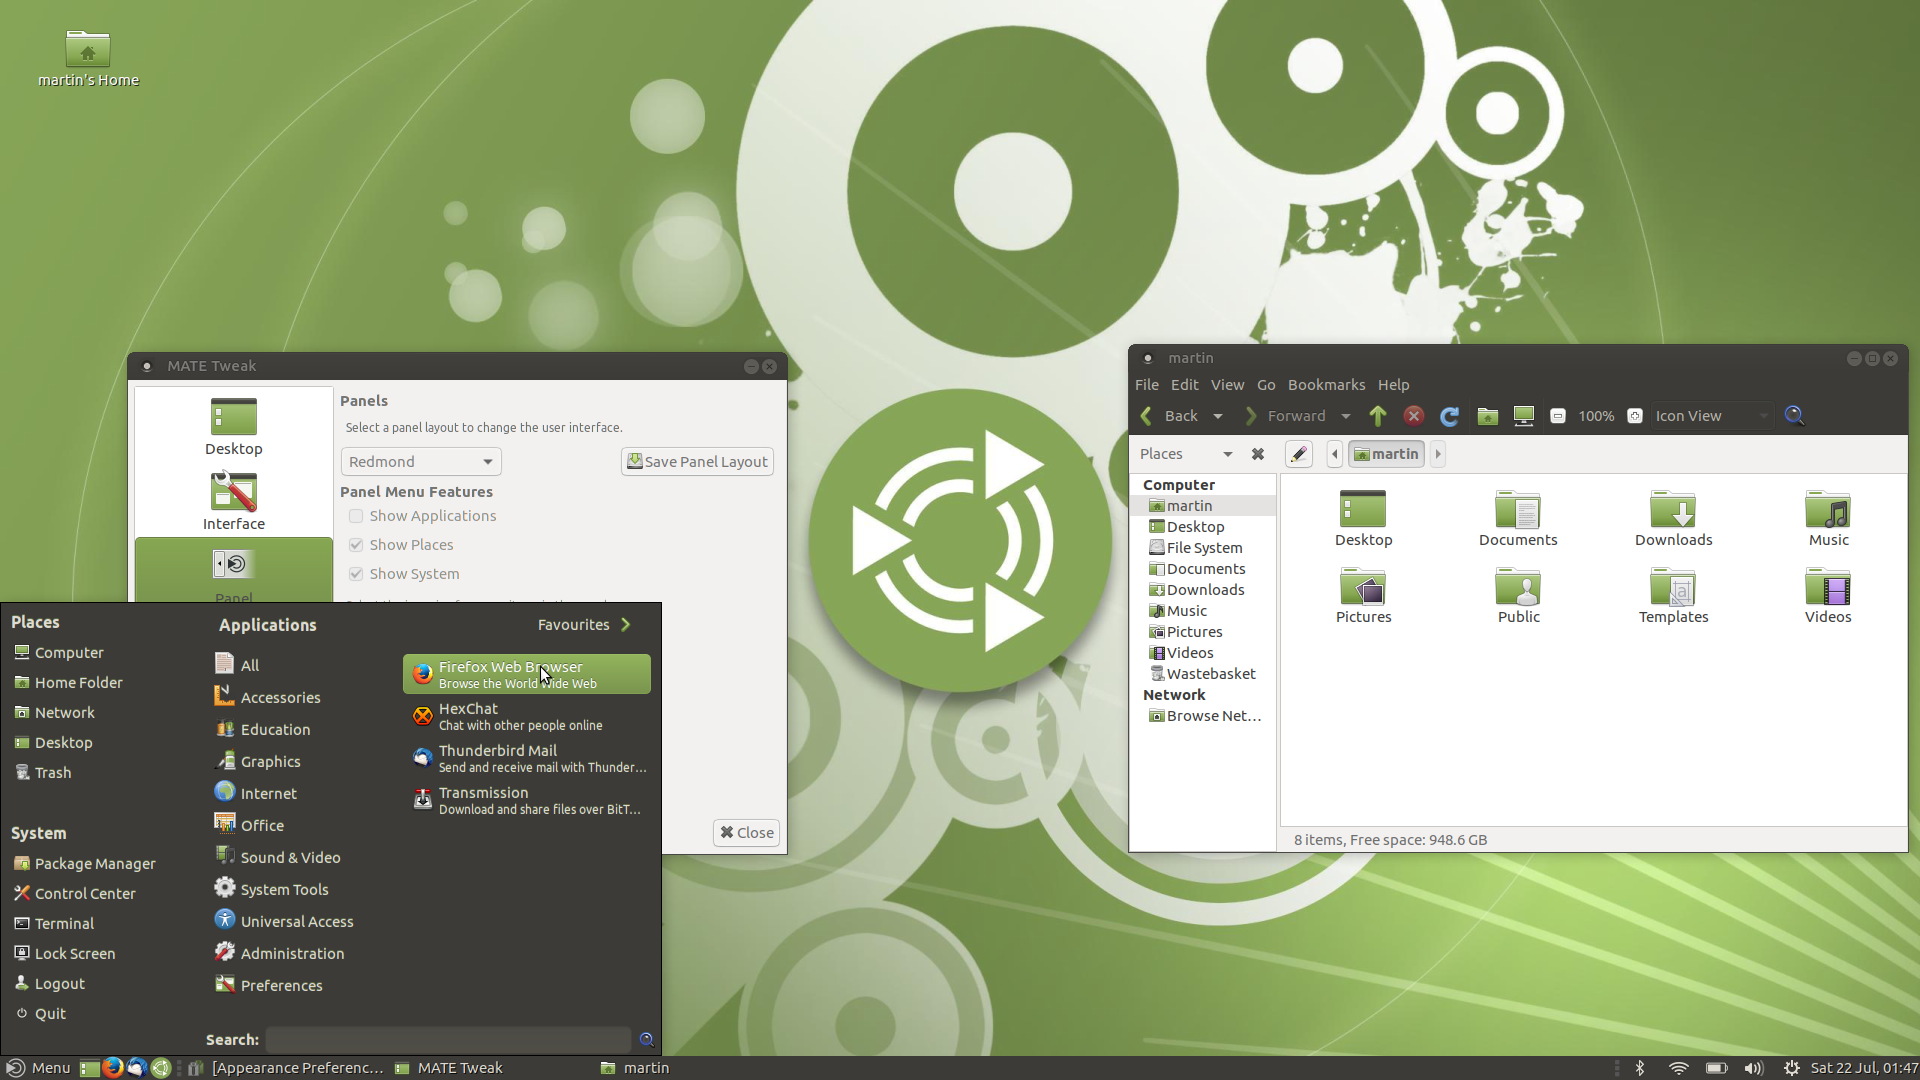 martin's Home
MATE Tweak
Desktop
Interface
Panel
Panels
Select a panel layout to change the user interface.
Redmond
Save Panel Layout
Panel Menu Features
Show Applications
Show Places
Show System
Close
martin
File Edit View Go Bookmarks Help
Back Forward 100% Icon View
Places martin
Computer
martin
Desktop
File System
Documents
Downloads
Music
Pictures
Videos
Wastebasket
Network
Browse Net...
Desktop Documents Downloads Music
Pictures Public Templates Videos
8 items, Free space: 948.6 GB
Places
Computer
Home Folder
Network
Desktop
Trash
System
Package Manager
Control Center
Terminal
Lock Screen
Logout
Quit
Applications
Favourites
All
Accessories
Education
Graphics
Internet
Office
Sound & Video
System Tools
Universal Access
Administration
Preferences
Firefox Web Browser
Browse the World Wide Web
HexChat
Chat with other people online
Thunderbird Mail
Send and receive mail with Thunder...
Transmission
Download and share files over BitT...
Search:
Menu [Appearance Preferenc... MATE Tweak martin Sat 22 Jul, 01:47